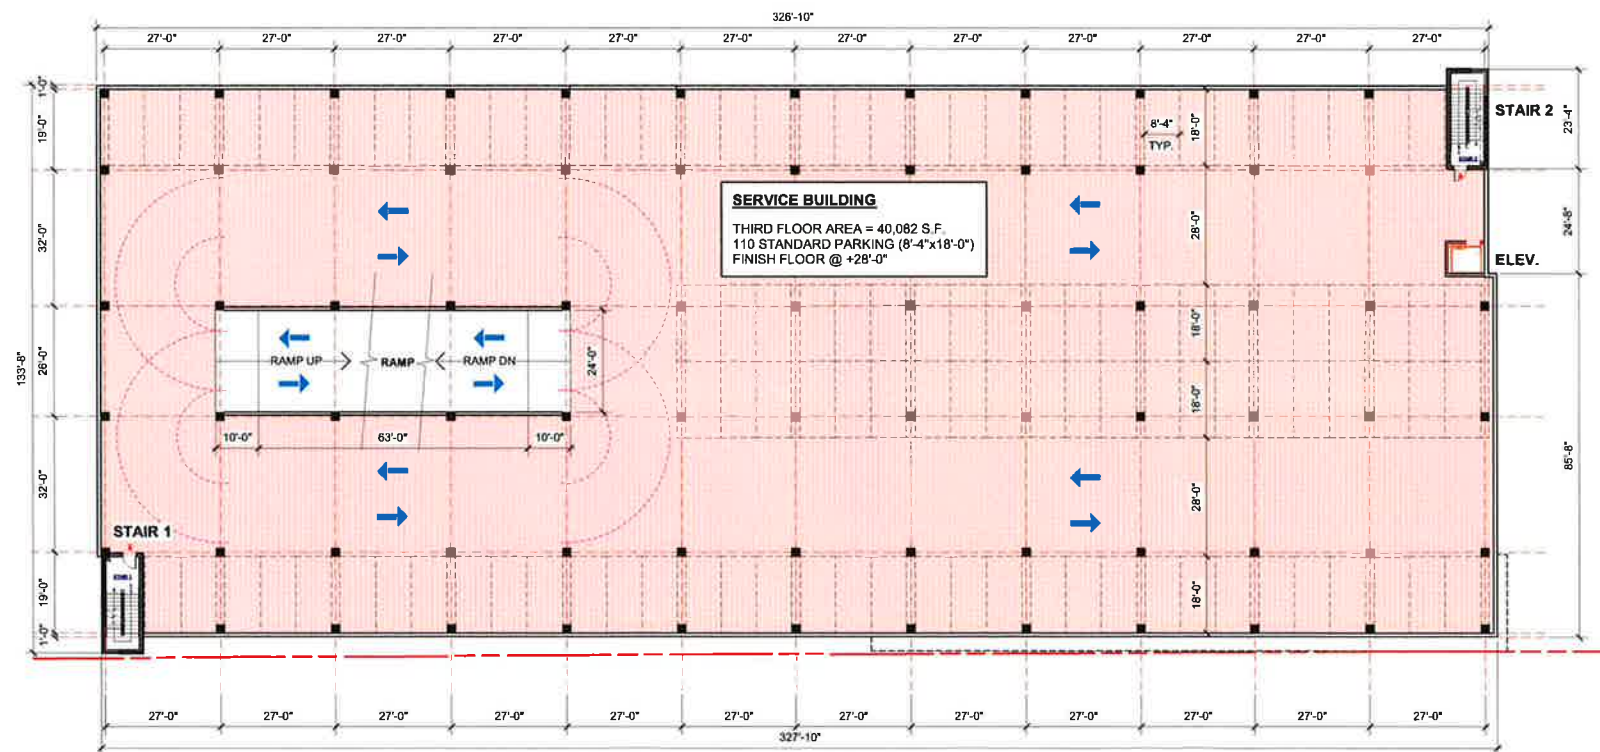 326'-10"
27'-0" 27'-0" 27'-0" 27'-0" 27'-0" 27'-0" 27'-0" 27'-0" 27'-0" 27'-0" 27'-0" 27'-0"
1'-0"
19'-0"
32'-0"
26'-0"
32'-0"
19'-0"
1'-0"
133'-8"
8'-4"
TYP.
18'-0"
28'-0"
18'-0"
18'-0"
28'-0"
18'-0"
STAIR 2
23'-4"
24'-8"
ELEV.
85'-8"
SERVICE BUILDING
THIRD FLOOR AREA = 40,082 S.F.
110 STANDARD PARKING (8'-4"x18'-0")
FINISH FLOOR @ +28'-0"
RAMP UP RAMP RAMP DN
24'-0"
10'-0" 63'-0" 10'-0"
STAIR 1
27'-0" 27'-0" 27'-0" 27'-0" 27'-0" 27'-0" 27'-0" 27'-0" 27'-0" 27'-0" 27'-0" 27'-0"
327'-10"